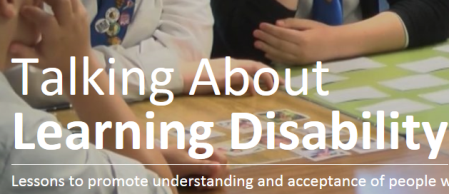 Talking About
Learning Disability
Lessons to promote understanding and acceptance of people